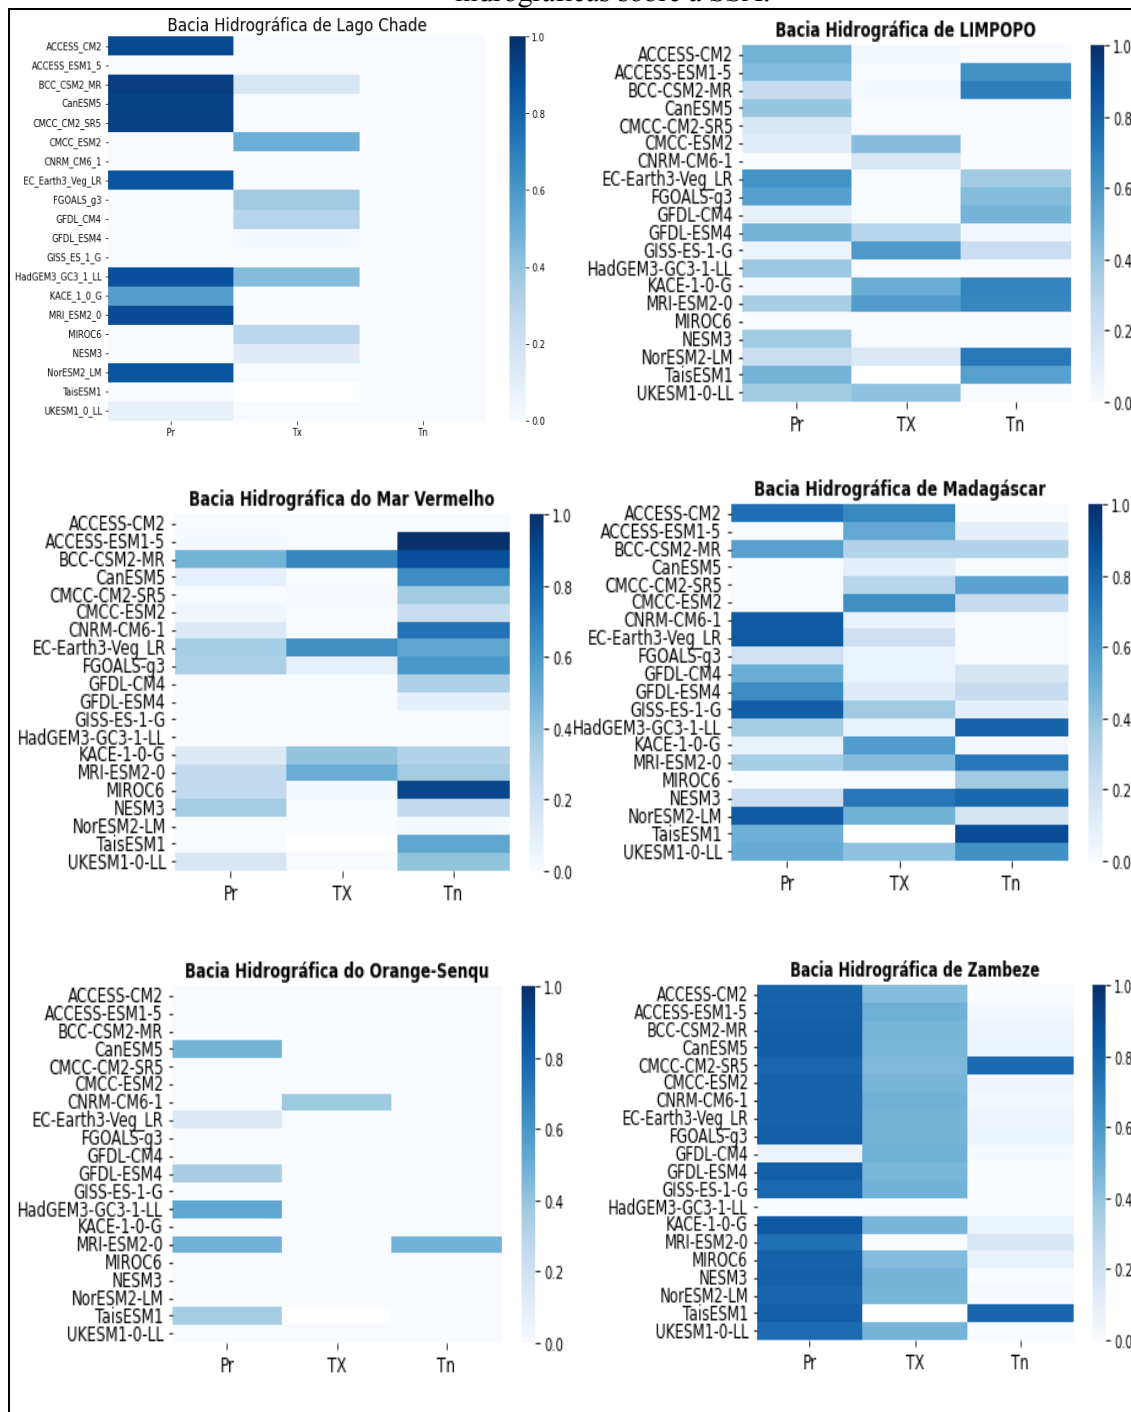 hidrográficas sobre a SSA.
Bacia Hidrográfica de Lago Chade
ACCESS_CM2
ACCESS_ESM1_5
BCC_CSM2_MR
CanESM5
CMCC_CM2_SR5
CMCC_ESM2
CNRM_CM6_1
EC_Earth3_Veg_LR
FGOALS_g3
GFDL_CM4
GFDL_ESM4
GISS_ES_1_G
HadGEM3_GC3_1_LL
KACE_1_0_G
MRI_ESM2_0
MIROC6
NESM3
NorESM2_LM
TaisESM1
UKESM1_0_LL
Pr Tx Tn
1.0
0.8
0.6
0.4
0.2
0.0
Bacia Hidrográfica de LIMPOPO
ACCESS-CM2
ACCESS-ESM1-5
BCC-CSM2-MR
CanESM5
CMCC-CM2-SR5
CMCC-ESM2
CNRM-CM6-1
EC-Earth3-Veg_LR
FGOALS-g3
GFDL-CM4
GFDL-ESM4
GISS-ES-1-G
HadGEM3-GC3-1-LL
KACE-1-0-G
MRI-ESM2-0
MIROC6
NESM3
NorESM2-LM
TaisESM1
UKESM1-0-LL
Pr TX Tn
1.0
0.8
0.6
0.4
0.2
0.0
Bacia Hidrográfica do Mar Vermelho
ACCESS-CM2
ACCESS-ESM1-5
BCC-CSM2-MR
CanESM5
CMCC-CM2-SR5
CMCC-ESM2
CNRM-CM6-1
EC-Earth3-Veg_LR
FGOALS-g3
GFDL-CM4
GFDL-ESM4
GISS-ES-1-G
HadGEM3-GC3-1-LL
KACE-1-0-G
MRI-ESM2-0
MIROC6
NESM3
NorESM2-LM
TaisESM1
UKESM1-0-LL
Pr TX Tn
1.0
0.8
0.6
0.4
0.2
0.0
Bacia Hidrográfica de Madagáscar
ACCESS-CM2
ACCESS-ESM1-5
BCC-CSM2-MR
CanESM5
CMCC-CM2-SR5
CMCC-ESM2
CNRM-CM6-1
EC-Earth3-Veg_LR
FGOALS-g3
GFDL-CM4
GFDL-ESM4
GISS-ES-1-G
HadGEM3-GC3-1-LL
KACE-1-0-G
MRI-ESM2-0
MIROC6
NESM3
NorESM2-LM
TaisESM1
UKESM1-0-LL
Pr TX Tn
1.0
0.8
0.6
0.4
0.2
0.0
Bacia Hidrográfica do Orange-Senqu
ACCESS-CM2
ACCESS-ESM1-5
BCC-CSM2-MR
CanESM5
CMCC-CM2-SR5
CMCC-ESM2
CNRM-CM6-1
EC-Earth3-Veg_LR
FGOALS-g3
GFDL-CM4
GFDL-ESM4
GISS-ES-1-G
HadGEM3-GC3-1-LL
KACE-1-0-G
MRI-ESM2-0
MIROC6
NESM3
NorESM2-LM
TaisESM1
UKESM1-0-LL
Pr TX Tn
1.0
0.8
0.6
0.4
0.2
0.0
Bacia Hidrográfica de Zambeze
ACCESS-CM2
ACCESS-ESM1-5
BCC-CSM2-MR
CanESM5
CMCC-CM2-SR5
CMCC-ESM2
CNRM-CM6-1
EC-Earth3-Veg_LR
FGOALS-g3
GFDL-CM4
GFDL-ESM4
GISS-ES-1-G
HadGEM3-GC3-1-LL
KACE-1-0-G
MRI-ESM2-0
MIROC6
NESM3
NorESM2-LM
TaisESM1
UKESM1-0-LL
Pr TX Tn
1.0
0.8
0.6
0.4
0.2
0.0